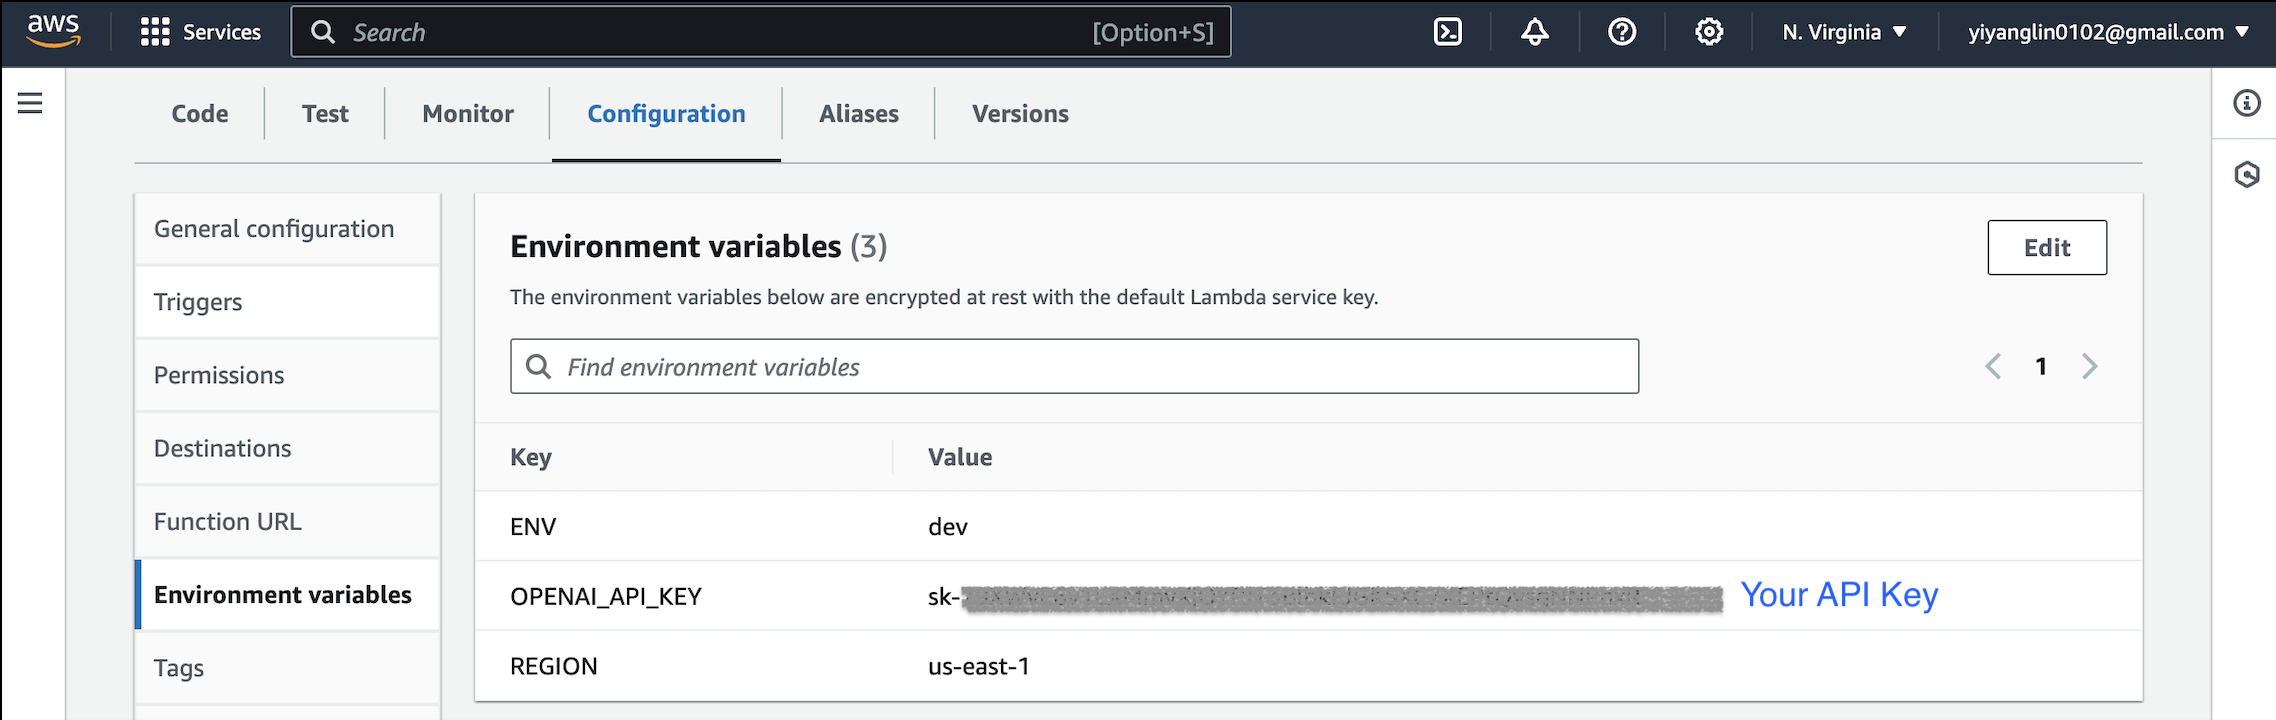 aws Services Search [Option+S] N. Virginia yiyanglin0102@gmail.com
Code Test Monitor Configuration Aliases Versions
General configuration
Triggers
Permissions
Destinations
Function URL
Environment variables
Tags
Environment variables (3)
Edit
The environment variables below are encrypted at rest with the default Lambda service key.
Find environment variables
1
Key Value
ENV dev
OPENAI_API_KEY sk- Your API Key
REGION us-east-1